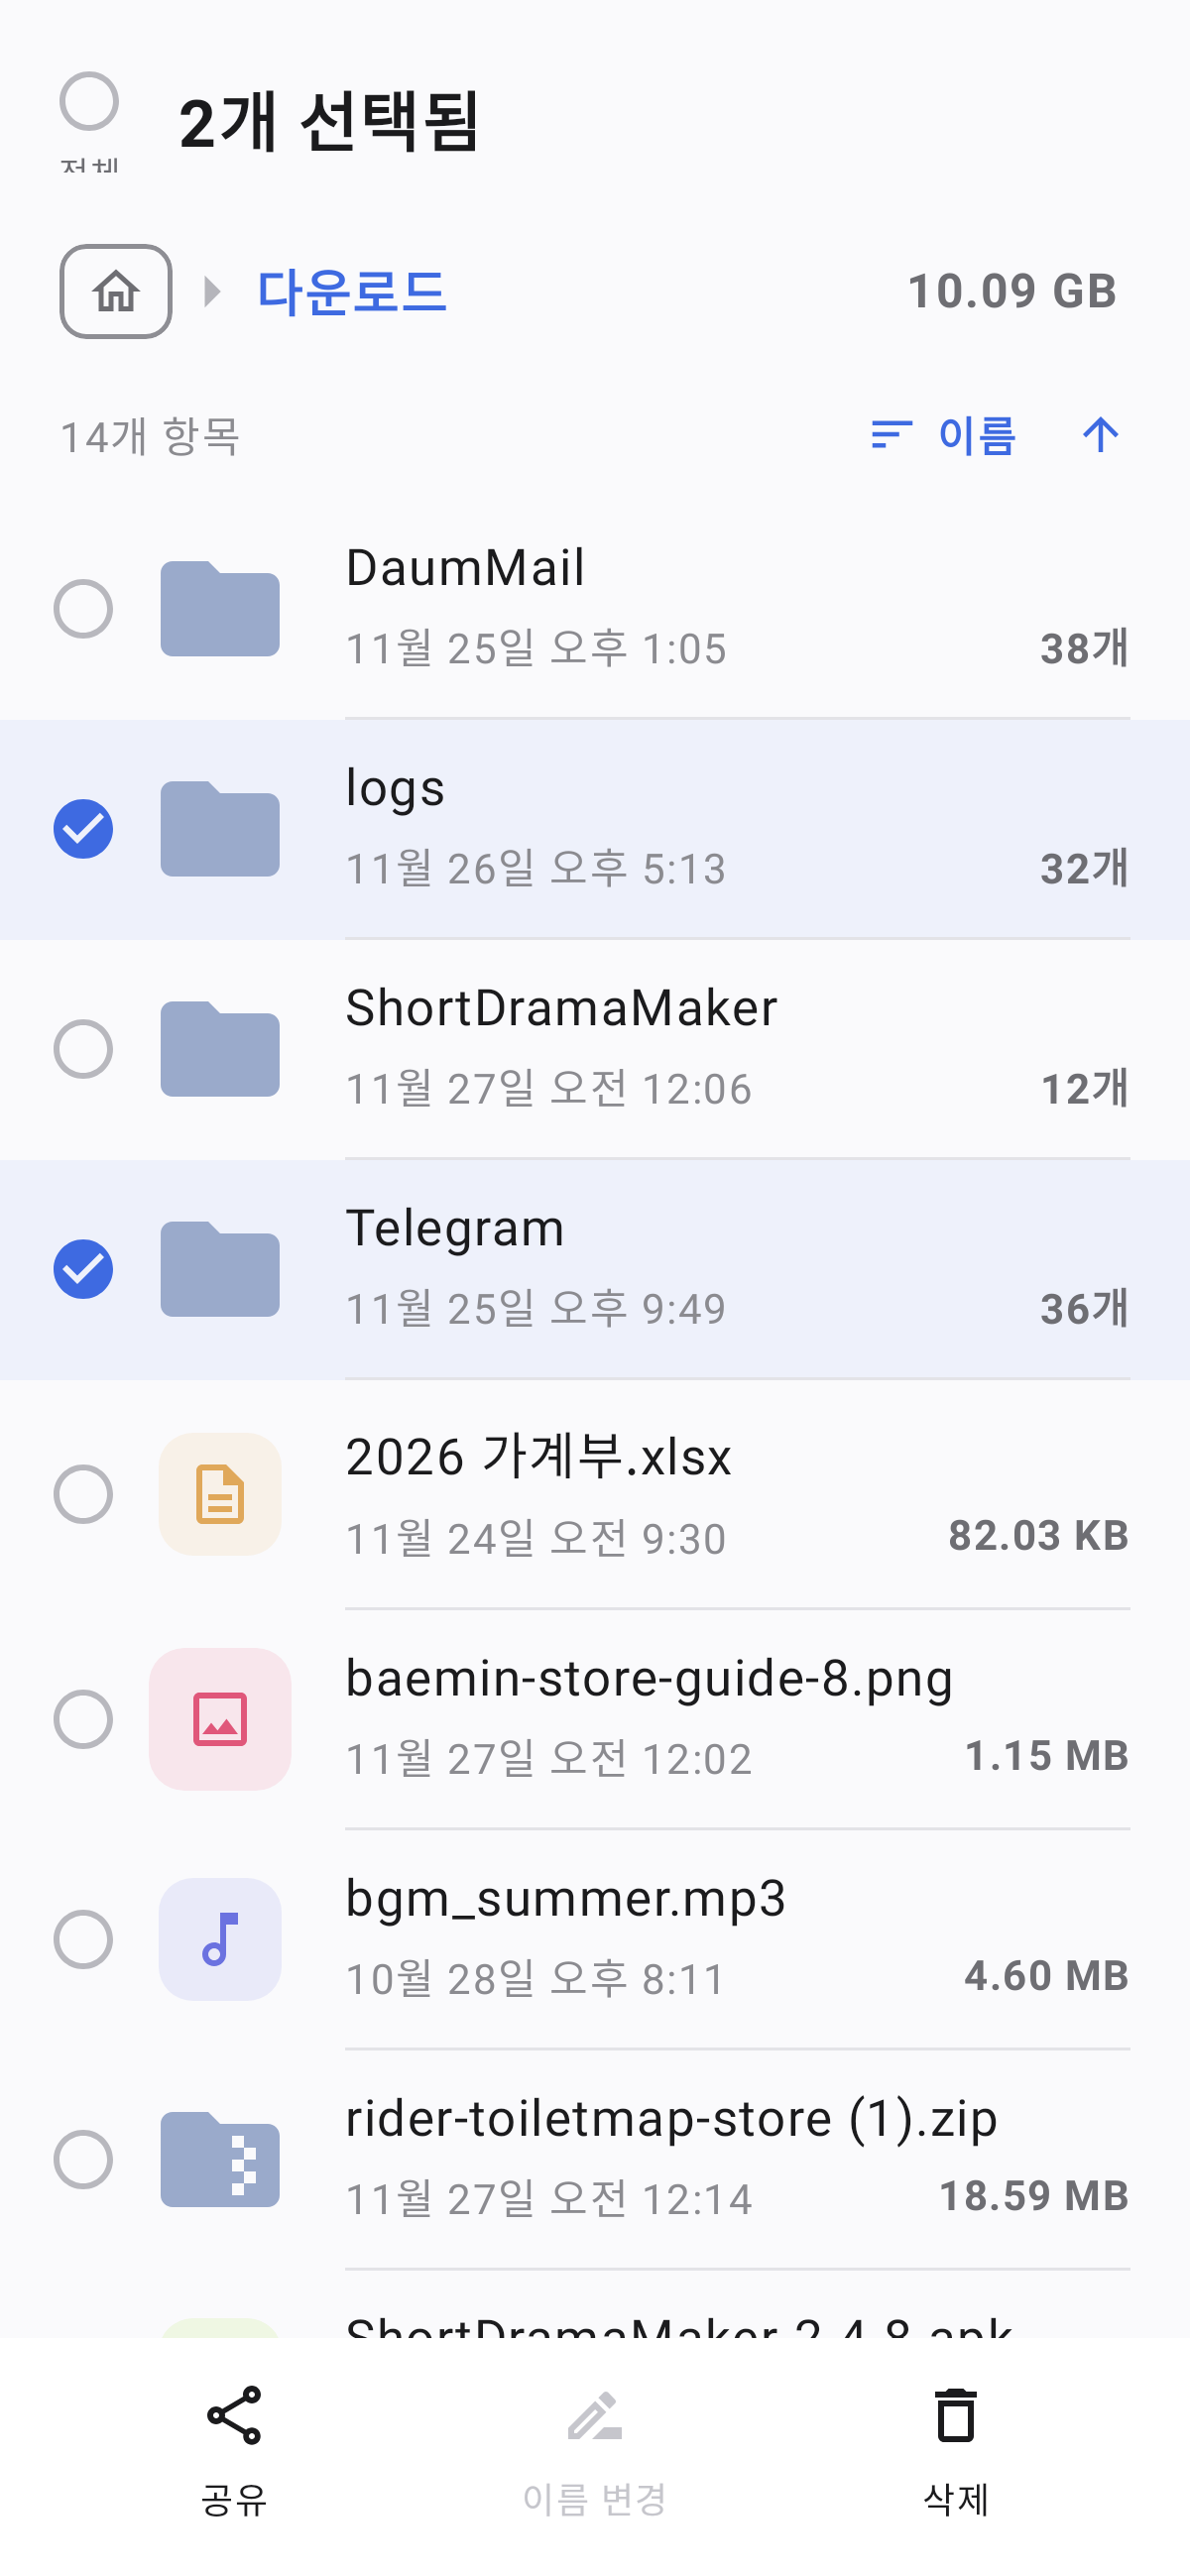 2개 선택됨
전체
다운로드
10.09 GB
14개 항목
이름
DaumMail
11월 25일 오후 1:05
38개
logs
11월 26일 오후 5:13
32개
ShortDramaMaker
11월 27일 오전 12:06
12개
Telegram
11월 25일 오후 9:49
36개
2026 가계부.xlsx
11월 24일 오전 9:30
82.03 KB
baemin-store-guide-8.png
11월 27일 오전 12:02
1.15 MB
bgm_summer.mp3
10월 28일 오후 8:11
4.60 MB
rider-toiletmap-store (1).zip
11월 27일 오전 12:14
18.59 MB
ShortDramaMaker 2.4.8.apk
공유
이름 변경
삭제